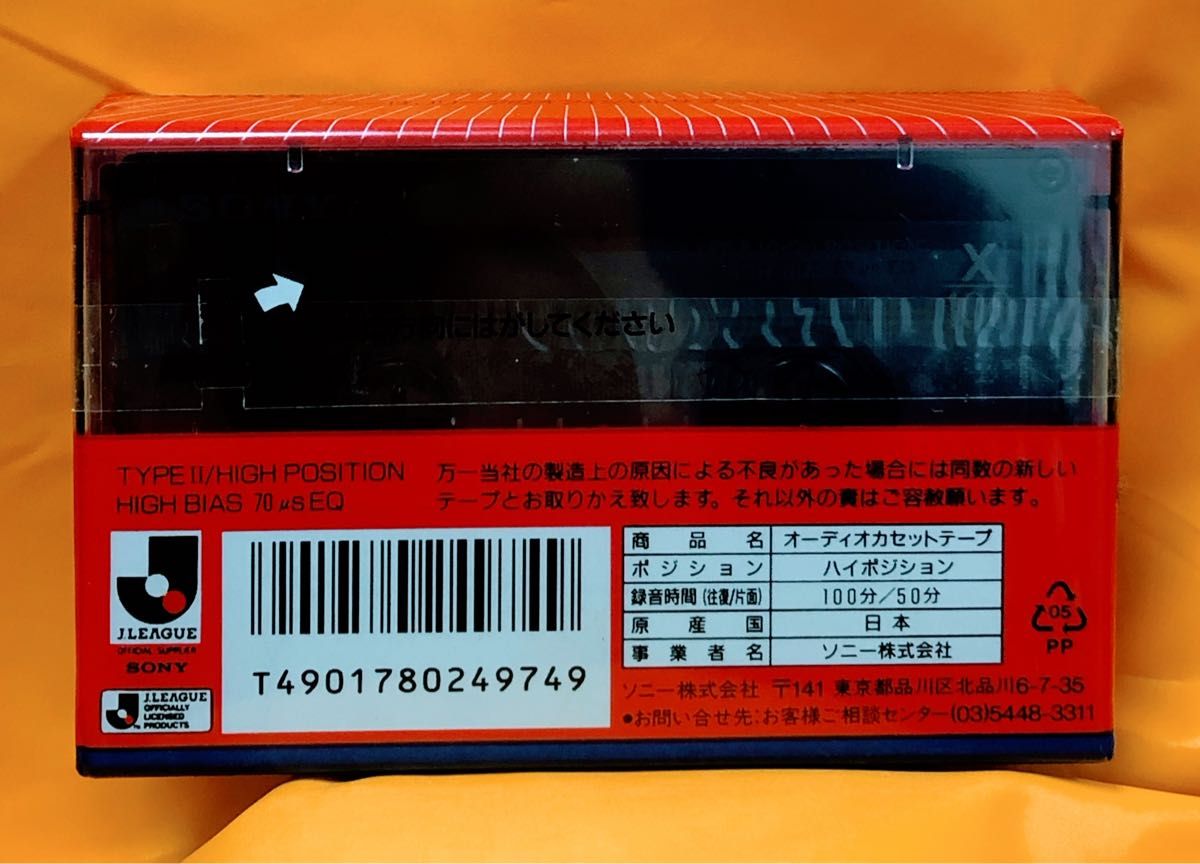 SONY
にはがしてください
TYPE II/HIGH POSITION
HIGH BIAS 70 μs EQ
万一当社の製造上の原因による不良があった場合には同数の新しい
テープとお取りかえ致します。それ以外の責はご容赦願います。
J.LEAGUE
OFFICIAL SUPPLIER
SONY
J.LEAGUE
OFFICIALLY
LICENSED
PRODUCTS
T4901780249749
商品名 オーディオカセットテープ
ポジション ハイポジション
録音時間(往復/片面) 100分/50分
原産国 日本
事業者名 ソニー株式会社
05
PP
ソニー株式会社 〒141 東京都品川区北品川6-7-35
●お問い合せ先:お客様ご相談センター(03)5448-3311